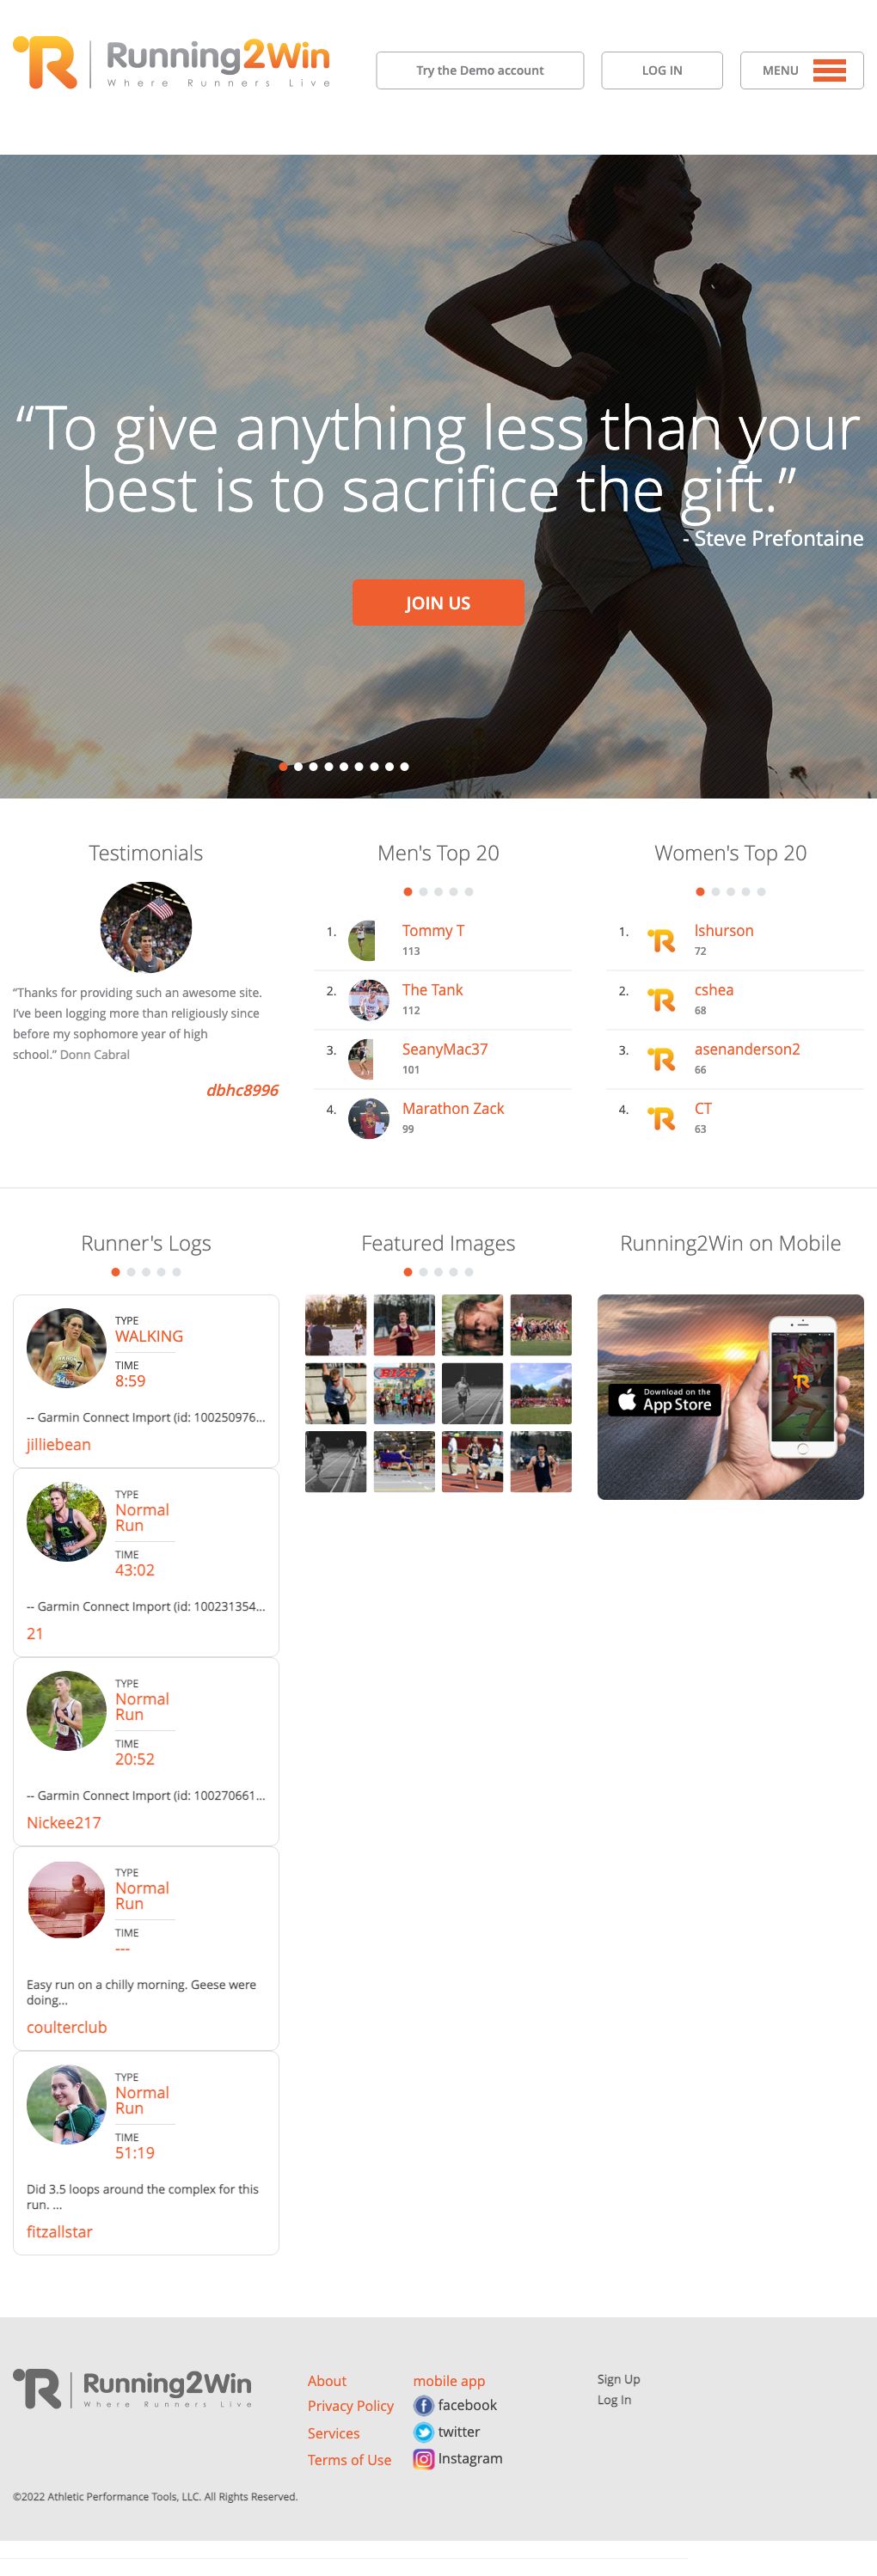 Running2Win
Where Runners Live
Try the Demo account
LOG IN
MENU
“To give anything less than your
best is to sacrifice the gift.”
- Steve Prefontaine
JOIN US
Testimonials
“Thanks for providing such an awesome site.
I’ve been logging more than religiously since
before my sophomore year of high
school.” Donn Cabral
dbhc8996
Men's Top 20
1.
Tommy T
113
2.
The Tank
112
3.
SeanyMac37
101
4.
Marathon Zack
99
Women's Top 20
1.
lshurson
72
2.
cshea
68
3.
asenanderson2
66
4.
CT
63
Runner's Logs
TYPE
WALKING
TIME
8:59
-- Garmin Connect Import (id: 100250976...
jilliebean
TYPE
Normal
Run
TIME
43:02
-- Garmin Connect Import (id: 100231354...
21
TYPE
Normal
Run
TIME
20:52
-- Garmin Connect Import (id: 100270661...
Nickee217
TYPE
Normal
Run
TIME
---
Easy run on a chilly morning. Geese were
doing...
coulterclub
TYPE
Normal
Run
TIME
51:19
Did 3.5 loops around the complex for this
run. ...
fitzallstar
Featured Images
Running2Win on Mobile
Download on the
App Store
Running2Win
Where Runners Live
About
Privacy Policy
Services
Terms of Use
mobile app
facebook
twitter
Instagram
Sign Up
Log In
©2022 Athletic Performance Tools, LLC. All Rights Reserved.